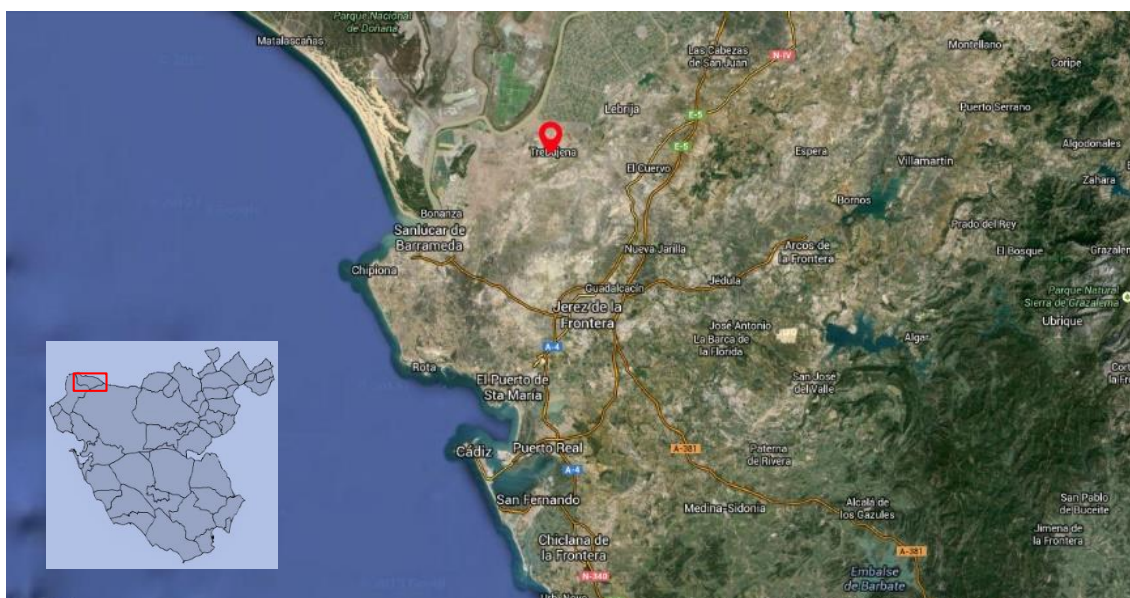 Parque Nacional
de Doñana
Matalascañas
Las Cabezas
de San Juan
N-IV
Montellano
Coripe
Lebrija
E-5
Puerto Serrano
Trebujena
E-5
Espera
Algodonales
El Cuervo
Villamartín
Zahara
Bornos
Bonanza
Prado del Rey
Sanlúcar de
Barrameda
Nueva Jarilla
Arcos de
la Frontera
El Bosque
Grazalema
Chipiona
Guadalcacín
Jédula
Parque Natural
Sierra de Grazalema
Jerez de la
Frontera
José Antonio
La Barca de
la Florida
Algar
Ubrique
A-4
Rota
El Puerto de
Sta María
San José
del Valle
Cort
la Fr
Cádiz
Puerto Real
A-381
Paterna
de Rivera
A-4
San Fernando
Medina-Sidonia
Alcalá de
los Gazules
San Pablo
de Buceite
Jimena de
la Frontera
Chiclana de
la Frontera
A-381
N-340
Embalse
de Barbate